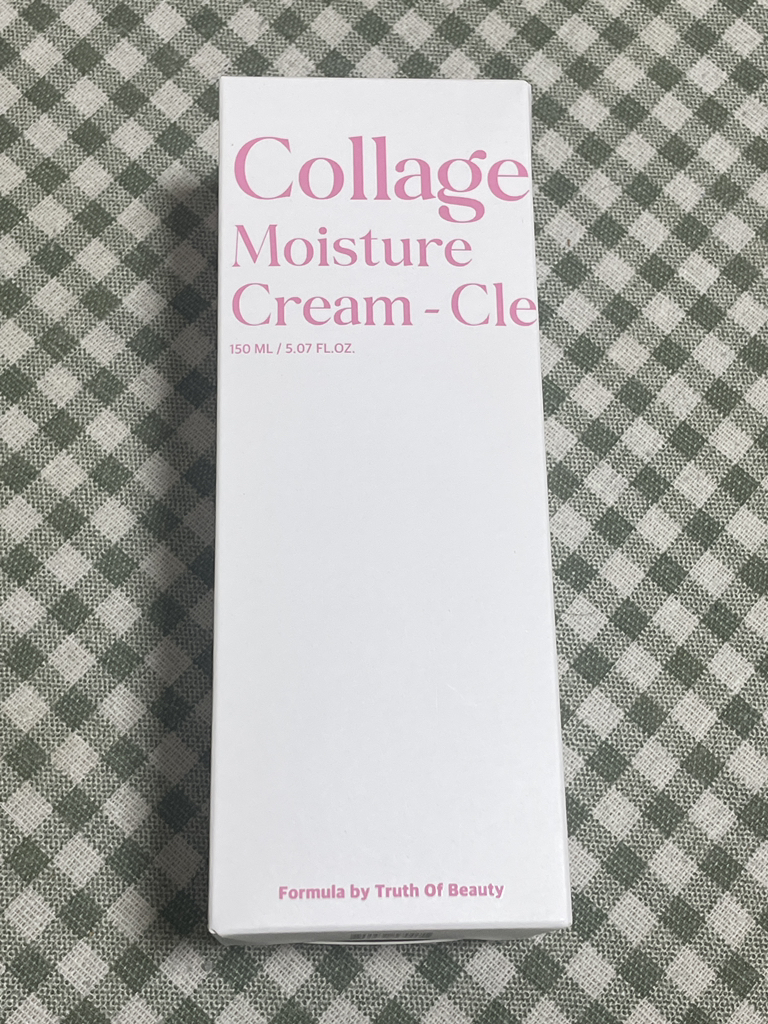 Collage
Moisture
Cream - Cle
150 ML / 5.07 FL.OZ.
Formula by Truth Of Beauty